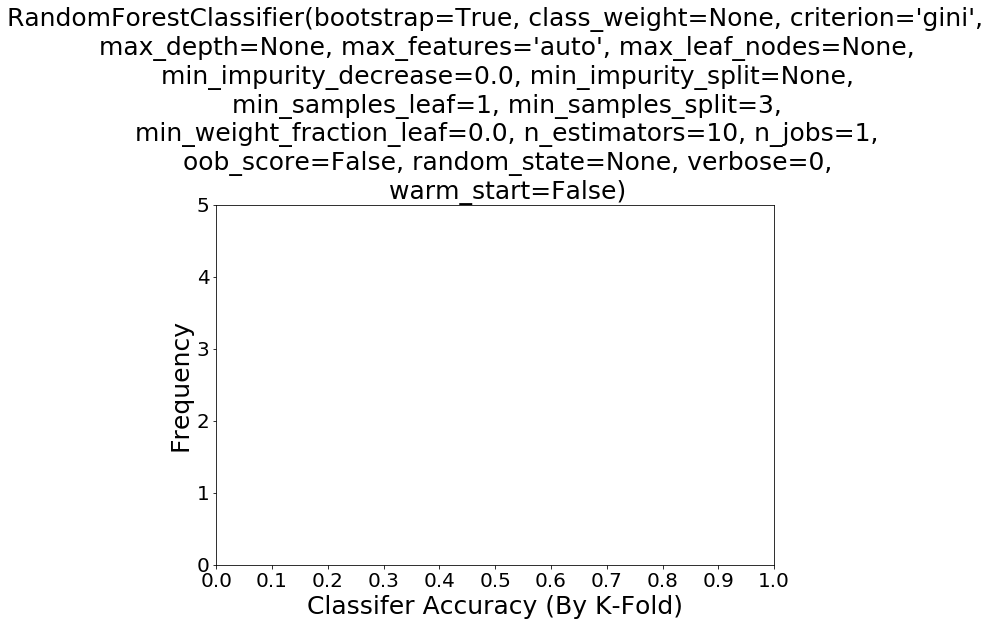 RandomForestClassifier(bootstrap=True, class_weight=None, criterion='gini',
max_depth=None, max_features='auto', max_leaf_nodes=None,
min_impurity_decrease=0.0, min_impurity_split=None,
min_samples_leaf=1, min_samples_split=3,
min_weight_fraction_leaf=0.0, n_estimators=10, n_jobs=1,
oob_score=False, random_state=None, verbose=0,
warm_start=False)
5
4
3
2
1
0
Frequency
0.0 0.1 0.2 0.3 0.4 0.5 0.6 0.7 0.8 0.9 1.0
Classifer Accuracy (By K-Fold)